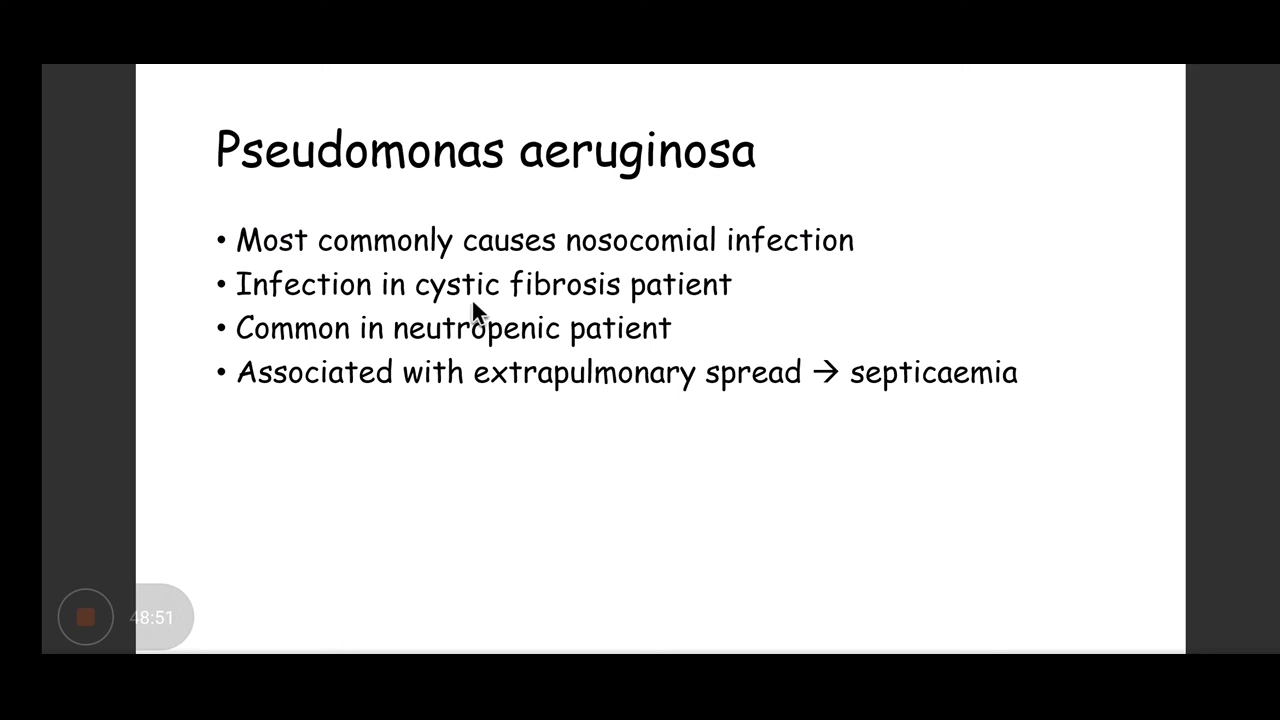 Pseudomonas aeruginosa
• Most commonly causes nosocomial infection
• Infection in cystic fibrosis patient
• Common in neutropenic patient
• Associated with extrapulmonary spread → septicaemia
48:51